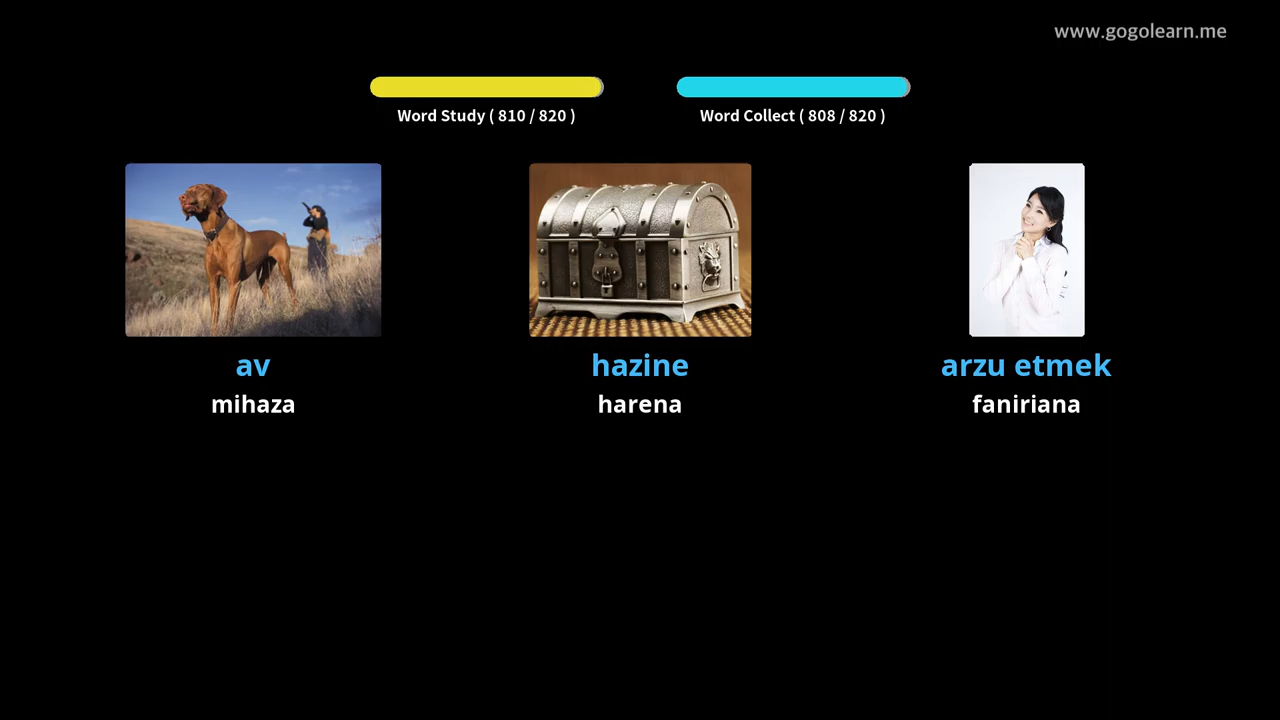 www.gogolearn.me
Word Study ( 810 / 820 )
Word Collect ( 808 / 820 )
av
hazine
arzu etmek
mihaza
harena
faniriana